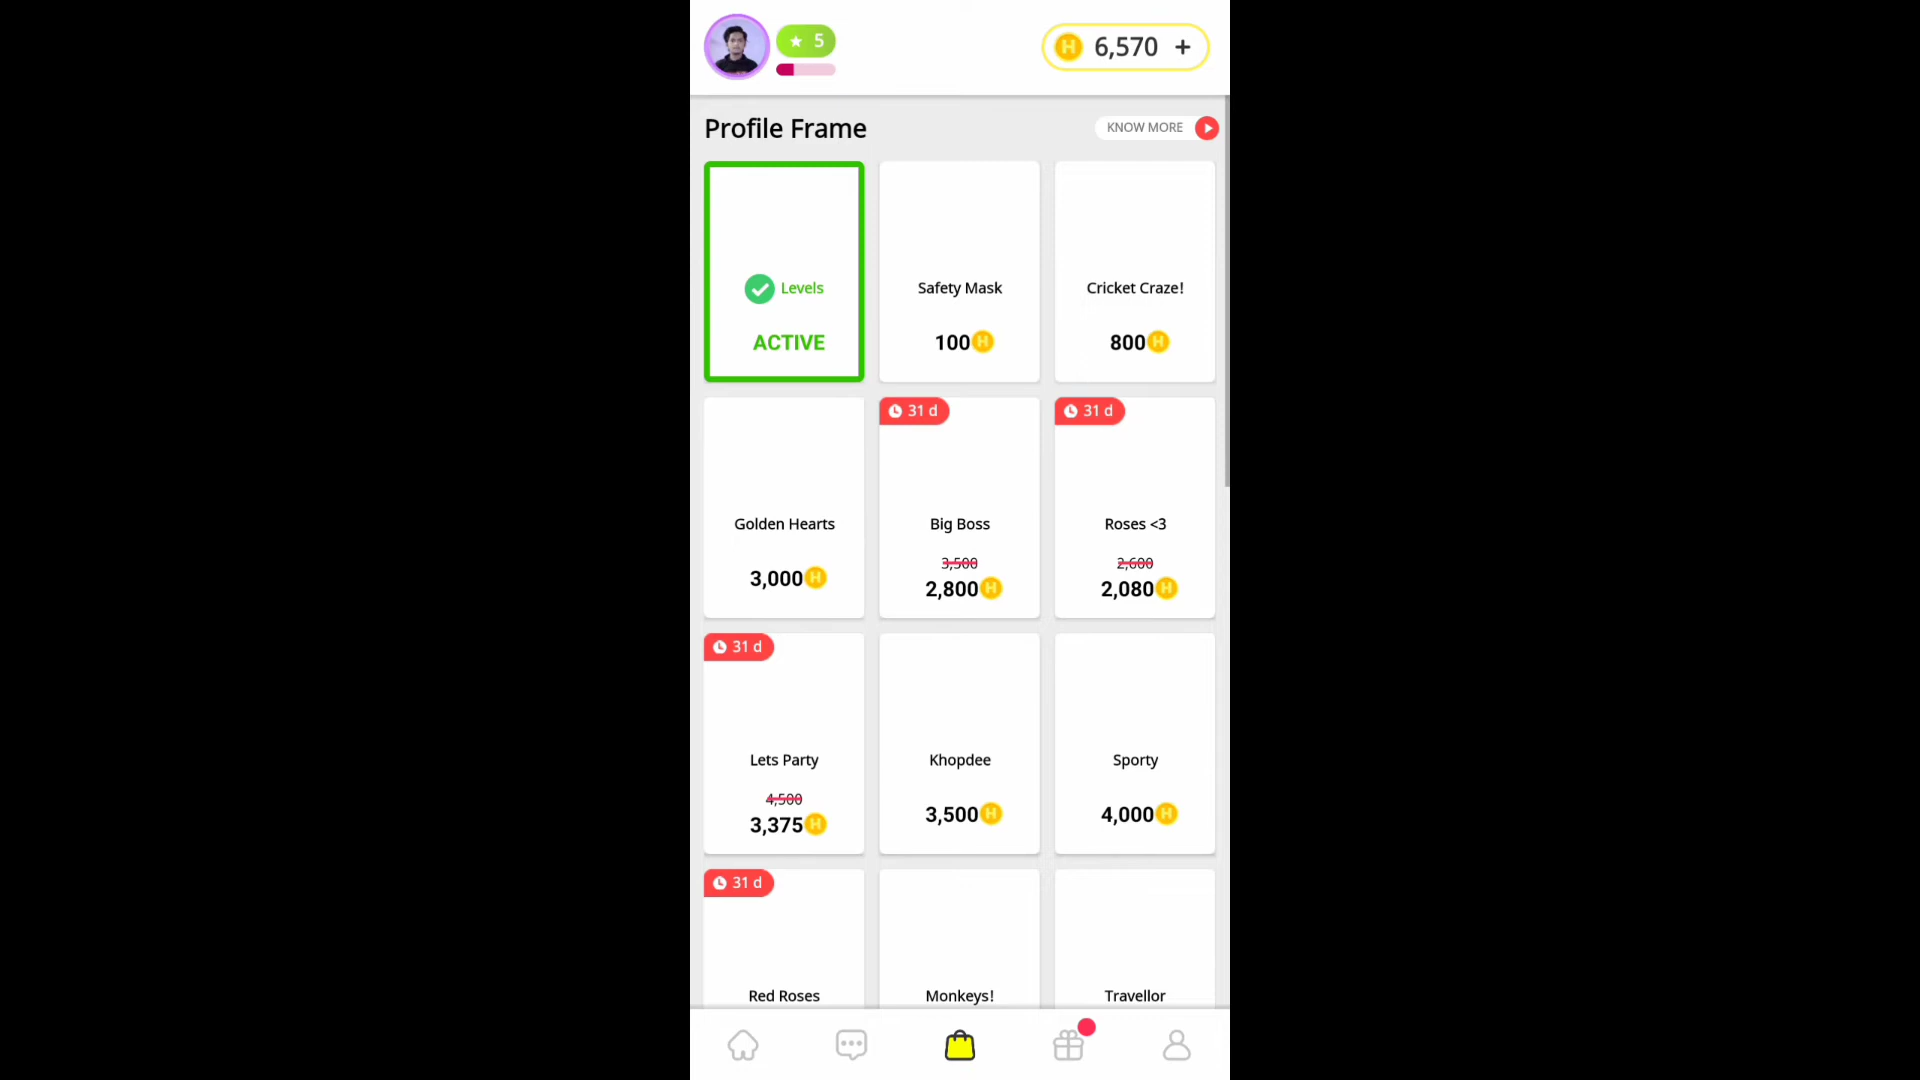 5
H 6,570 +
Profile Frame
KNOW MORE
Levels
ACTIVE
Safety Mask
100 H
Cricket Craze!
800 H
Golden Hearts
3,000 H
31 d
Big Boss
3,500
2,800 H
31 d
Roses <3
2,600
2,080 H
31 d
Lets Party
4,500
3,375 H
Khopdee
3,500 H
Sporty
4,000 H
31 d
Red Roses
Monkeys!
Travellor